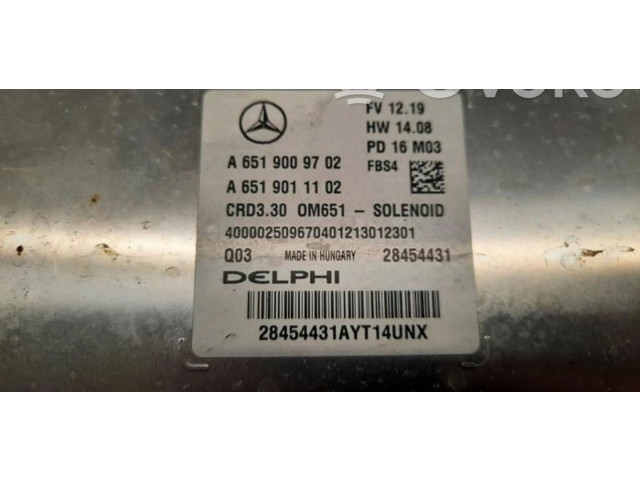 FV 12.19
HW 14.08
PD 16 M03
FBS4
A 651 900 97 02
A 651 901 11 02
CRD3.30 OM651 - SOLENOID
400002509670401213012301
Q03 MADE IN HUNGARY 28454431
DELPHI
28454431AYT14UNX